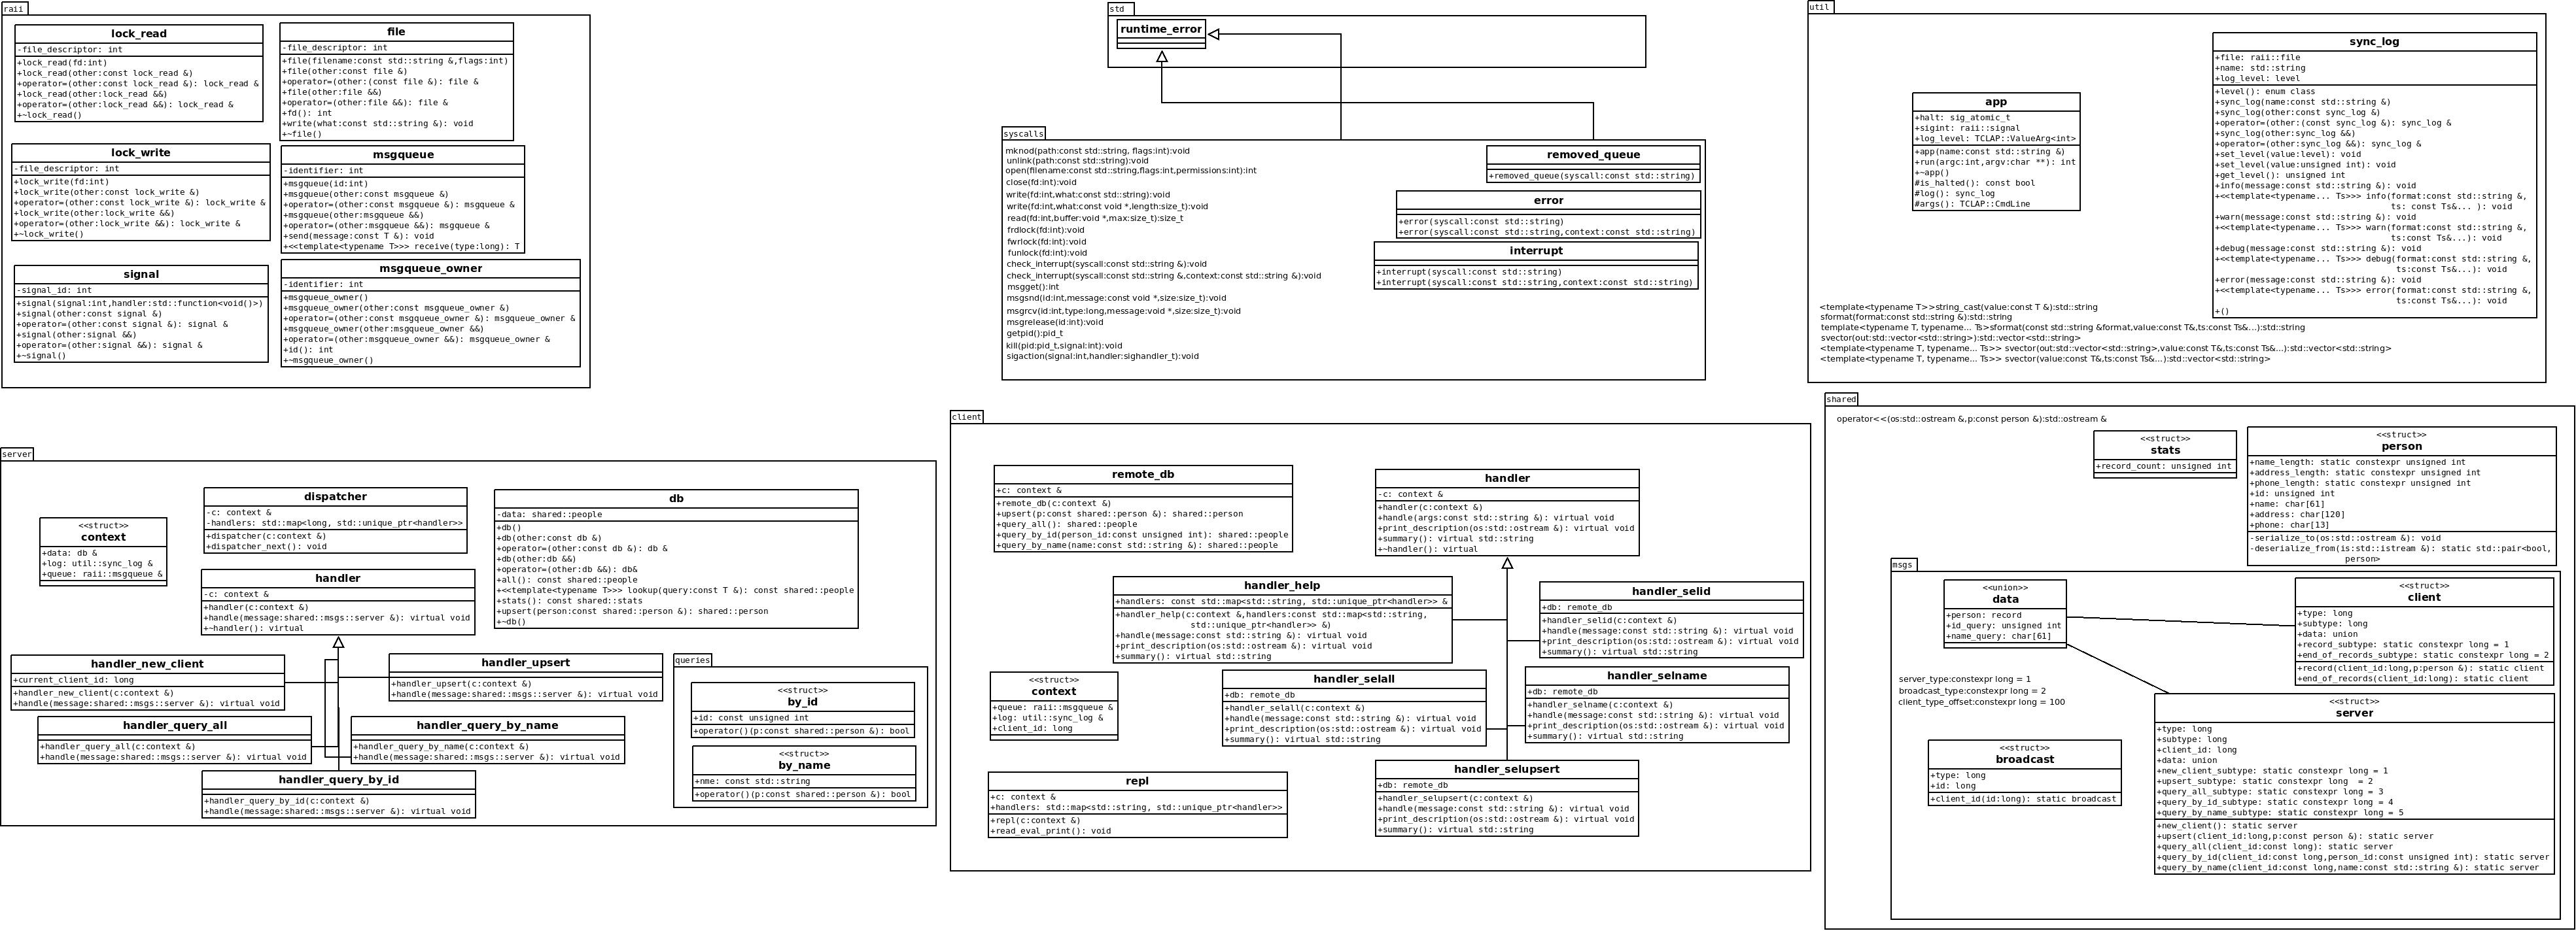 raii
lock_read
-file_descriptor: int
+lock_read(fd:int)
+lock_read(other:const lock_read &)
+operator=(other:const lock_read &): lock_read &
+lock_read(other:lock_read &&)
+operator=(other:lock_read &&): lock_read &
+~lock_read()
file
-file_descriptor: int
+file(filename:const std::string &,flags:int)
+file(other:const file &)
+operator=(other:(const file &): file &
+file(other:file &&)
+operator=(other:file &&): file &
+fd(): int
+write(what:const std::string &): void
+~file()
lock_write
-file_descriptor: int
+lock_write(fd:int)
+lock_write(other:const lock_write &)
+operator=(other:const lock_write &): lock_write &
+lock_write(other:lock_write &&)
+operator=(other:lock_write &&): lock_write &
+~lock_write()
msgqueue
-identifier: int
+msgqueue(id:int)
+msgqueue(other:const msgqueue &)
+operator=(other:const msgqueue &): msgqueue &
+msgqueue(other:msgqueue &&)
+operator=(other:msgqueue &&): msgqueue &
+send(message:const T &): void
+<<template<typename T>>> receive(type:long): T
signal
-signal_id: int
+signal(signal:int,handler:std::function<void()>)
+signal(other:const signal &)
+operator=(other:const signal &): signal &
+signal(other:signal &&)
+operator=(other:signal &&): signal &
+~signal()
msgqueue_owner
-identifier: int
+msgqueue_owner()
+msgqueue_owner(other:const msgqueue_owner &)
+operator=(other:const msgqueue_owner &): msgqueue_owner &
+msgqueue_owner(other:msgqueue_owner &&)
+operator=(other:msgqueue_owner &&): msgqueue_owner &
+id(): int
+~msgqueue_owner()
std
runtime_error
syscalls
mknod(path:const std::string, flags:int):void
unlink(path:const std::string):void
open(filename:const std::string,flags:int,permissions:int):int
close(fd:int):void
write(fd:int,what:const std::string):void
write(fd:int,what:const void *,length:size_t):void
read(fd:int,buffer:void *,max:size_t):size_t
frdlock(fd:int):void
fwrlock(fd:int):void
funlock(fd:int):void
check_interrupt(syscall:const std::string &):void
check_interrupt(syscall:const std::string &,context:const std::string &):void
msgget():int
msgsnd(id:int,message:const void *,size:size_t):void
msgrcv(id:int,type:long,message:void *,size:size_t):void
msgrelease(id:int):void
getpid():pid_t
kill(pid:pid_t,signal:int):void
sigaction(signal:int,handler:sighandler_t):void
removed_queue
+removed_queue(syscall:const std::string)
error
+error(syscall:const std::string)
+error(syscall:const std::string,context:const std::string)
interrupt
+interrupt(syscall:const std::string)
+interrupt(syscall:const std::string,context:const std::string)
util
app
+halt: sig_atomic_t
+sigint: raii::signal
+log_level: TCLAP::ValueArg<int>
+app(name:const std::string &)
+run(argc:int,argv:char **): int
+~app()
#is_halted(): const bool
#log(): sync_log
#args(): TCLAP::CmdLine
sync_log
+file: raii::file
+name: std::string
+log_level: level
+level(): enum class
+sync_log(name:const std::string &)
+sync_log(other:const sync_log &)
+operator=(other:(const sync_log &): sync_log &
+sync_log(other:sync_log &&)
+operator=(other:sync_log &&): sync_log &
+set_level(value:level): void
+set_level(value:unsigned int): void
+get_level(): unsigned int
+info(message:const std::string &): void
+<<template<typename... Ts>>> info(format:const std::string &,
ts: const Ts&... ): void
+warn(message:const std::string &): void
+<<template<typename... Ts>>> warn(format:const std::string &,
ts:const Ts&...): void
+debug(message:const std::string &): void
+<<template<typename... Ts>>> debug(format:const std::string &,
ts:const Ts&...): void
+error(message:const std::string &): void
+<<template<typename... Ts>>> error(format:const std::string &,
ts:const Ts&...): void
+()
<template<typename T>>string_cast(value:const T &):std::string
sformat(format:const std::string &):std::string
template<typename T, typename... Ts>sformat(const std::string &format,value:const T&,ts:const Ts&...):std::string
svector(out:std::vector<std::string>):std::vector<std::string>
<template<typename T, typename... Ts>> svector(out:std::vector<std::string>,value:const T&,ts:const Ts&...):std::vector<std::string>
<template<typename T, typename... Ts>> svector(value:const T&,ts:const Ts&...):std::vector<std::string>
server
<<struct>>
context
+data: db &
+log: util::sync_log &
+queue: raii::msgqueue &
dispatcher
-c: context &
-handlers: std::map<long, std::unique_ptr<handler>>
+dispatcher(c:context &)
+dispatcher_next(): void
db
-data: shared::people
+db()
+db(other:const db &)
+operator=(other:const db &): db &
+db(other:db &&)
+operator=(other:db &&): db&
+all(): const shared::people
+<<template<typename T>>> lookup(query:const T &): const shared::people
+stats(): const shared::stats
+upsert(person:const shared::person &): shared::person
+~db()
handler
-c: context &
+handler(c:context &)
+handle(message:shared::msgs::server &): virtual void
+~handler(): virtual
handler_new_client
+current_client_id: long
+handler_new_client(c:context &)
+handle(message:shared::msgs::server &): virtual void
handler_upsert
+handler_upsert(c:context &)
+handle(message:shared::msgs::server &): virtual void
handler_query_all
+handler_query_all(c:context &)
+handle(message:shared::msgs::server &): virtual void
handler_query_by_name
+handler_query_by_name(c:context &)
+handle(message:shared::msgs::server &): virtual void
handler_query_by_id
+handler_query_by_id(c:context &)
+handle(message:shared::msgs::server &): virtual void
queries
<<struct>>
by_id
+id: const unsigned int
+operator()(p:const shared::person &): bool
<<struct>>
by_name
+nme: const std::string
+operator()(p:const shared::person &): bool
client
remote_db
+c: context &
+remote_db(c:context &)
+upsert(p:const shared::person &): shared::person
+query_all(): shared::people
+query_by_id(person_id:const unsigned int): shared::people
+query_by_name(name:const std::string &): shared::people
handler
-c: context &
+handler(c:context &)
+handle(args:const std::string &): virtual void
+print_description(os:std::ostream &): virtual void
+summary(): virtual std::string
+~handler(): virtual
handler_help
+handlers: const std::map<std::string, std::unique_ptr<handler>> &
+handler_help(c:context &,handlers:const std::map<std::string,
std::unique_ptr<handler>> &)
+handle(message:const std::string &): virtual void
+print_description(os:std::ostream &): virtual void
+summary(): virtual std::string
handler_selid
+db: remote_db
+handler_selid(c:context &)
+handle(message:const std::string &): virtual void
+print_description(os:std::ostream &): virtual void
+summary(): virtual std::string
<<struct>>
context
+queue: raii::msgqueue &
+log: util::sync_log &
+client_id: long
handler_selall
+db: remote_db
+handler_selall(c:context &)
+handle(message:const std::string &): virtual void
+print_description(os:std::ostream &): virtual void
+summary(): virtual std::string
handler_selname
+db: remote_db
+handler_selname(c:context &)
+handle(message:const std::string &): virtual void
+print_description(os:std::ostream &): virtual void
+summary(): virtual std::string
repl
+c: context &
+handlers: std::map<std::string, std::unique_ptr<handler>>
+repl(c:context &)
+read_eval_print(): void
handler_selupsert
+db: remote_db
+handler_selupsert(c:context &)
+handle(message:const std::string &): virtual void
+print_description(os:std::ostream &): virtual void
+summary(): virtual std::string
shared
operator<<(os:std::ostream &,p:const person &):std::ostream &
<<struct>>
stats
+record_count: unsigned int
<<struct>>
person
+name_length: static constexpr unsigned int
+address_length: static constexpr unsigned int
+phone_length: static constexpr unsigned int
+id: unsigned int
+name: char[61]
+address: char[120]
+phone: char[13]
-serialize_to(os:std::ostream &): void
-deserialize_from(is:std::istream &): static std::pair<bool,
person>
msgs
<<union>>
data
+person: record
+id_query: unsigned int
+name_query: char[61]
<<struct>>
client
+type: long
+subtype: long
+data: union
+record_subtype: static constexpr long = 1
+end_of_records_subtype: static constexpr long = 2
+record(client_id:long,p:person &): static client
+end_of_records(client_id:long): static client
server_type:constexpr long = 1
broadcast_type:constexpr long = 2
client_type_offset:constexpr long = 100
<<struct>>
broadcast
+type: long
+id: long
+client_id(id:long): static broadcast
<<struct>>
server
+type: long
+subtype: long
+client_id: long
+data: union
+new_client_subtype: static constexpr long = 1
+upsert_subtype: static constexpr long  = 2
+query_all_subtype: static constexpr long = 3
+query_by_id_subtype: static constexpr long = 4
+query_by_name_subtype: static constexpr long = 5
+new_client(): static server
+upsert(client_id:long,p:const person &): static server
+query_all(client_id:const long): static server
+query_by_id(client_id:const long,person_id:const unsigned int): static server
+query_by_name(client_id:const long,name:const std::string &): static server